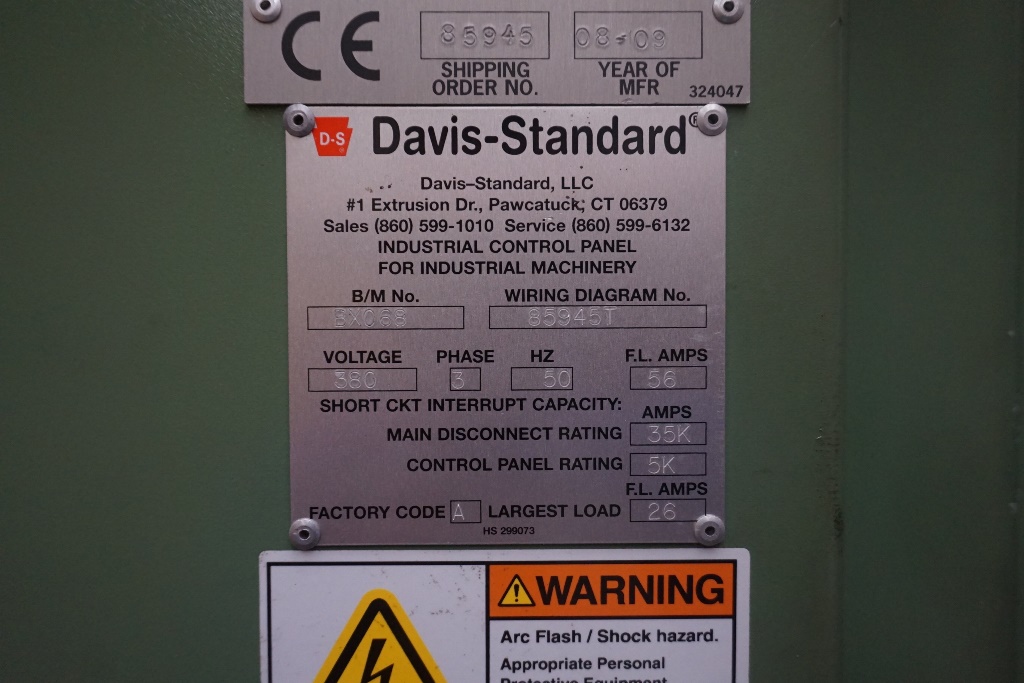 CE 85945 08-09
SHIPPING ORDER NO. YEAR OF MFR 324047
D-S Davis-Standard®
Davis-Standard, LLC
#1 Extrusion Dr., Pawcatuck, CT 06379
Sales (860) 599-1010 Service (860) 599-6132
INDUSTRIAL CONTROL PANEL
FOR INDUSTRIAL MACHINERY
B/M No. WIRING DIAGRAM No.
BX068 85945T
VOLTAGE PHASE HZ F.L. AMPS
380 3 50 56
SHORT CKT INTERRUPT CAPACITY: AMPS
MAIN DISCONNECT RATING 35K
CONTROL PANEL RATING 5K
F.L. AMPS
FACTORY CODE A LARGEST LOAD 26
HS 299073
WARNING
Arc Flash / Shock hazard.
Appropriate Personal
Protective Equipment